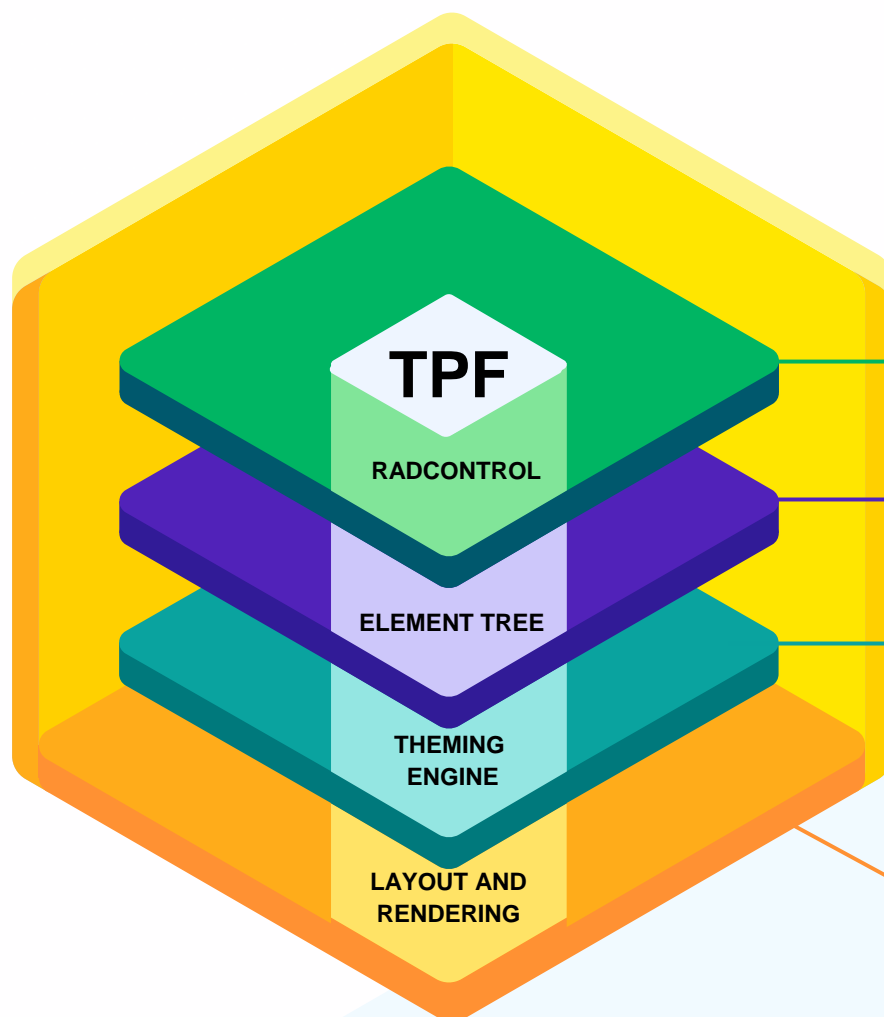 TPF
RADCONTROL
ELEMENT TREE
THEMING
ENGINE
LAYOUT AND
RENDERING